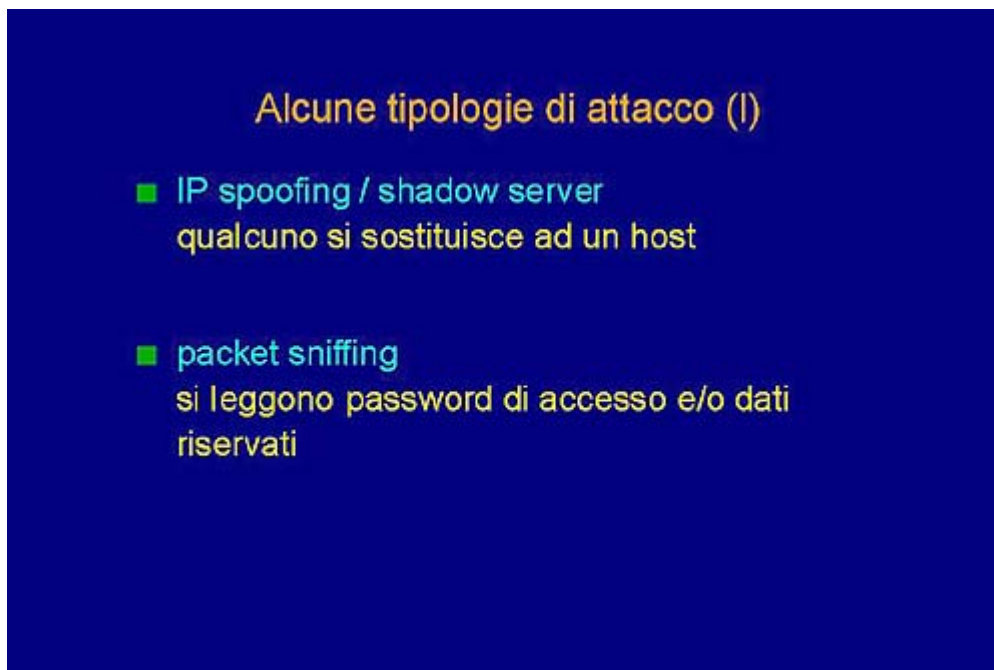 Alcune tipologie di attacco (I)
IP spoofing / shadow server
qualcuno si sostituisce ad un host
packet sniffing
si leggono password di accesso e/o dati
riservati